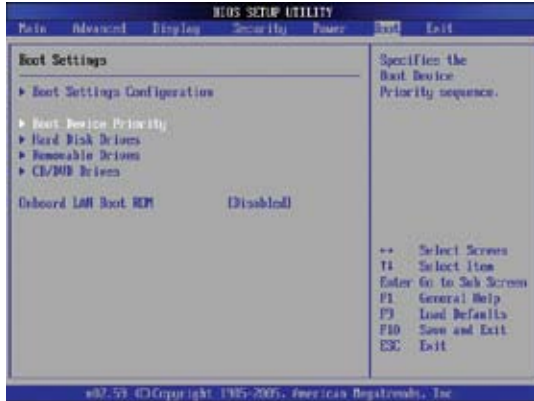 BIOS SETUP UTILITY
Main Advanced Display Security Power Boot Exit
Boot Settings
▸ Boot Settings Configuration
▸ Boot Device Priority
▸ Hard Disk Drives
▸ Removable Drives
▸ CD/DVD Drives
Onboard LAN Boot ROM [Disabled]
Specifies the
Boot Device
Priority sequence.
↔ Select Screen
↑↓ Select Item
Enter Go to Sub Screen
F1 General Help
F9 Load Defaults
F10 Save and Exit
ESC Exit
v02.59 (C)Copyright 1985-2005, American Megatrends, Inc